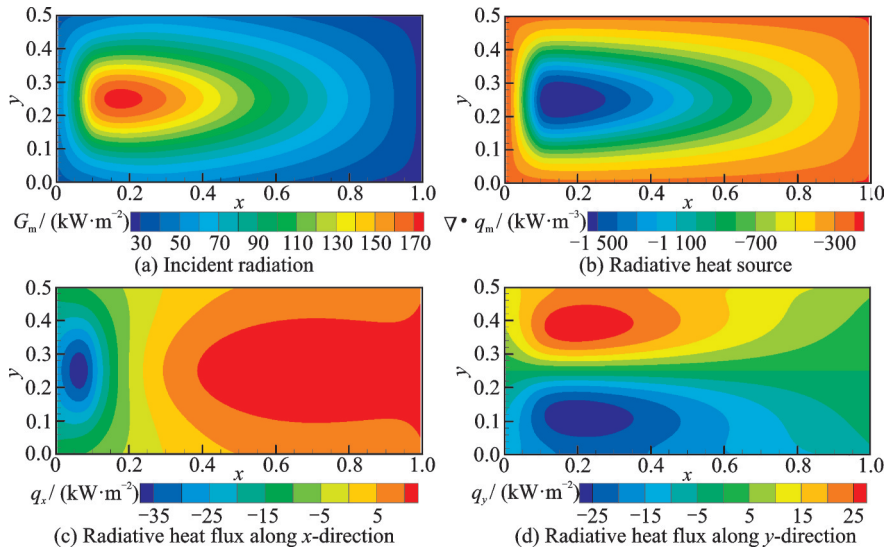 0.5
0.4
0.3
y
0.2
0.1
0.0
0 0.2 0.4 x 0.6 0.8 1.0
G_m / (kW·m⁻²)
30 50 70 90 110 130 150 170
(a) Incident radiation
0.5
0.4
0.3
y
0.2
0.1
0.0
0 0.2 0.4 x 0.6 0.8 1.0
∇• q_m / (kW·m⁻³)
−1 500 −1 100 −700 −300
(b) Radiative heat source
0.5
0.4
0.3
y
0.2
0.1
0.0
0 0.2 0.4 x 0.6 0.8 1.0
q_x / (kW·m⁻²)
−35 −25 −15 −5 5
(c) Radiative heat flux along x-direction
0.5
0.4
0.3
y
0.2
0.1
0.0
0 0.2 0.4 x 0.6 0.8 1.0
q_y / (kW·m⁻²)
−25 −15 −5 5 15 25
(d) Radiative heat flux along y-direction